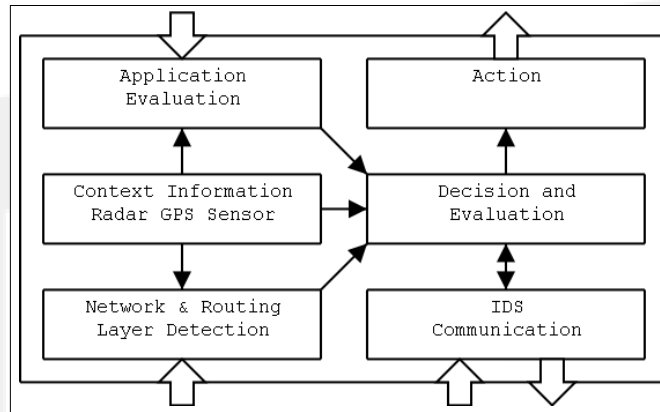 Application
Evaluation
Action
Context Information
Radar GPS Sensor
Decision and
Evaluation
Network & Routing
Layer Detection
IDS
Communication